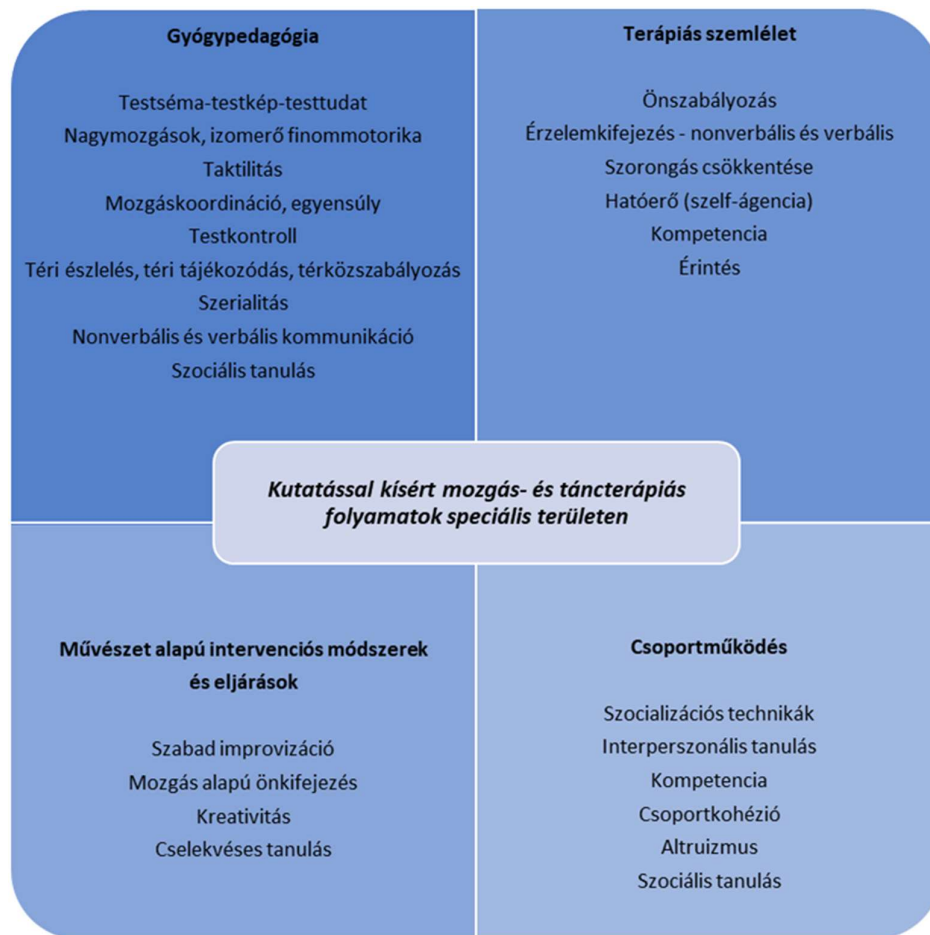 Gyógypedagógia
Testséma-testkép-testtudat
Nagymozgások, izomerő finommotorika
Taktilitás
Mozgáskoordináció, egyensúly
Testkontroll
Téri észlelés, téri tájékozódás, térközszabályozás
Szerialitás
Nonverbális és verbális kommunikáció
Szociális tanulás
Terápiás szemlélet
Önszabályozás
Érzelemkifejezés - nonverbális és verbális
Szorongás csökkentése
Hatóerő (szelf-ágencia)
Kompetencia
Érintés
Kutatással kísért mozgás- és táncterápiás
folyamatok speciális területen
Művészet alapú intervenciós módszerek
és eljárások
Szabad improvizáció
Mozgás alapú önkifejezés
Kreativitás
Cselekvéses tanulás
Csoportműködés
Szocializációs technikák
Interperszonális tanulás
Kompetencia
Csoportkohézió
Altruizmus
Szociális tanulás